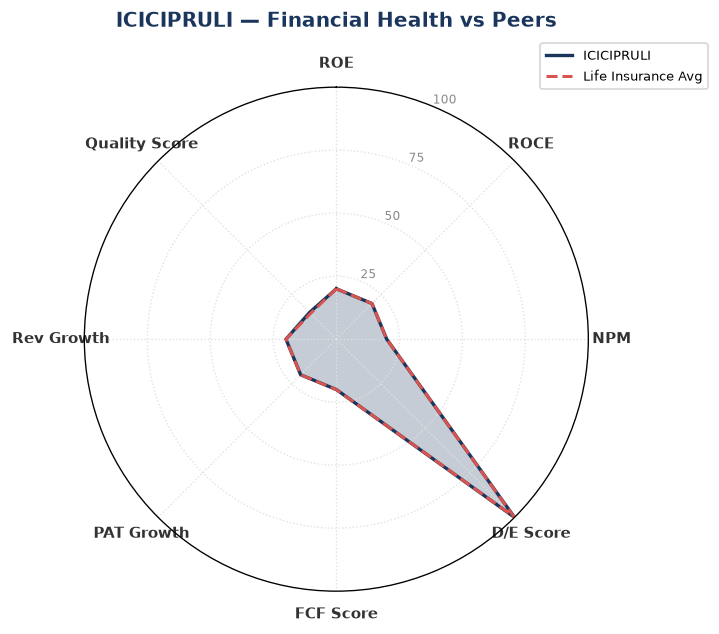 ICICIPRULI — Financial Health vs Peers
ICICIPRULI
Life Insurance Avg
ROE
100
ROCE
Quality Score
75
50
25
Rev Growth
NPM
PAT Growth
D/E Score
FCF Score